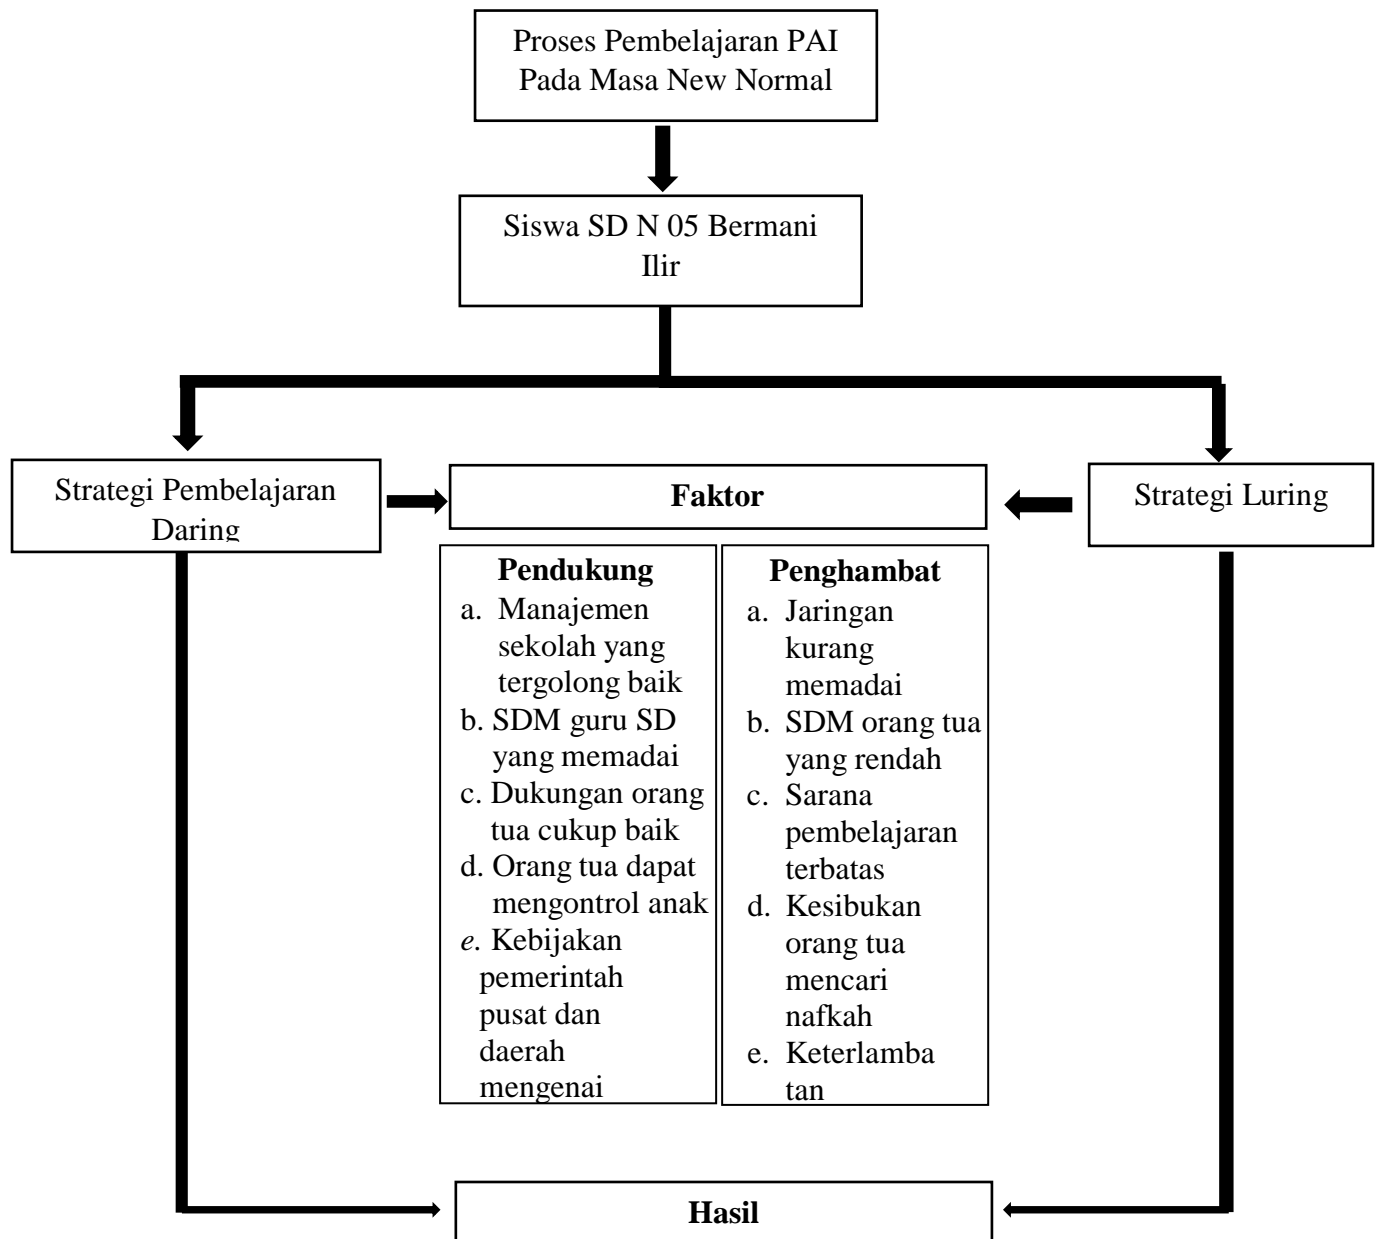 Proses Pembelajaran PAI
Pada Masa New Normal
Siswa SD N 05 Bermani
Ilir
Strategi Pembelajaran
Daring
Faktor
Strategi Luring
Pendukung
a. Manajemen
sekolah yang
tergolong baik
b. SDM guru SD
yang memadai
c. Dukungan orang
tua cukup baik
d. Orang tua dapat
mengontrol anak
e. Kebijakan
pemerintah
pusat dan
daerah
mengenai
Penghambat
a. Jaringan
kurang
memadai
b. SDM orang tua
yang rendah
c. Sarana
pembelajaran
terbatas
d. Kesibukan
orang tua
mencari
nafkah
e. Keterlamba
tan
Hasil